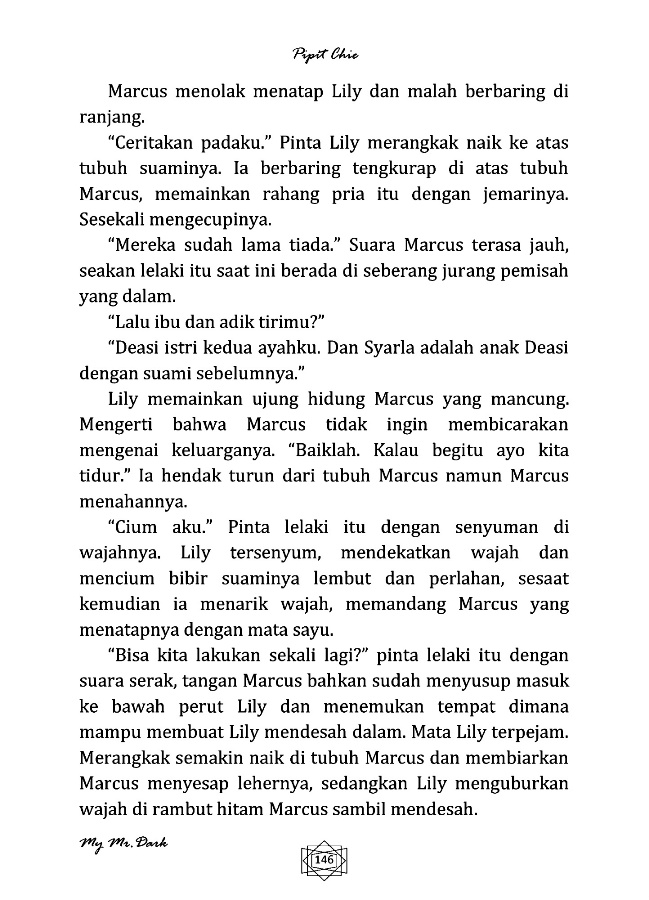 Pipit Chie
Marcus menolak menatap Lily dan malah berbaring di
ranjang.
“Ceritakan padaku.” Pinta Lily merangkak naik ke atas
tubuh suaminya. Ia berbaring tengkurap di atas tubuh
Marcus, memainkan rahang pria itu dengan jemarinya.
Sesekali mengecupinya.
“Mereka sudah lama tiada.” Suara Marcus terasa jauh,
seakan lelaki itu saat ini berada di seberang jurang pemisah
yang dalam.
“Lalu ibu dan adik tirimu?”
“Deasi istri kedua ayahku. Dan Syarla adalah anak Deasi
dengan suami sebelumnya.”
Lily memainkan ujung hidung Marcus yang mancung.
Mengerti bahwa Marcus tidak ingin membicarakan
mengenai keluarganya. “Baiklah. Kalau begitu ayo kita
tidur.” Ia hendak turun dari tubuh Marcus namun Marcus
menahannya.
“Cium aku.” Pinta lelaki itu dengan senyuman di
wajahnya. Lily tersenyum, mendekatkan wajah dan
mencium bibir suaminya lembut dan perlahan, sesaat
kemudian ia menarik wajah, memandang Marcus yang
menatapnya dengan mata sayu.
“Bisa kita lakukan sekali lagi?” pinta lelaki itu dengan
suara serak, tangan Marcus bahkan sudah menyusup masuk
ke bawah perut Lily dan menemukan tempat dimana
mampu membuat Lily mendesah dalam. Mata Lily terpejam.
Merangkak semakin naik di tubuh Marcus dan membiarkan
Marcus menyesap lehernya, sedangkan Lily menguburkan
wajah di rambut hitam Marcus sambil mendesah.
My Mr. Dark
146